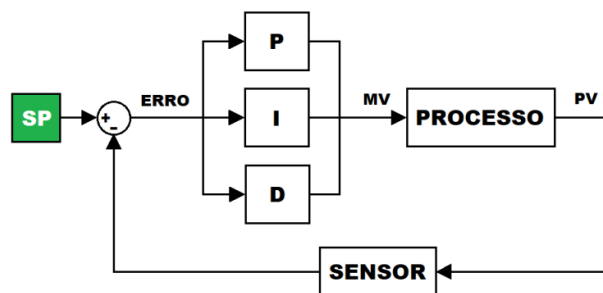 SP
+
-
ERRO
P
I
D
MV
PROCESSO
PV
SENSOR